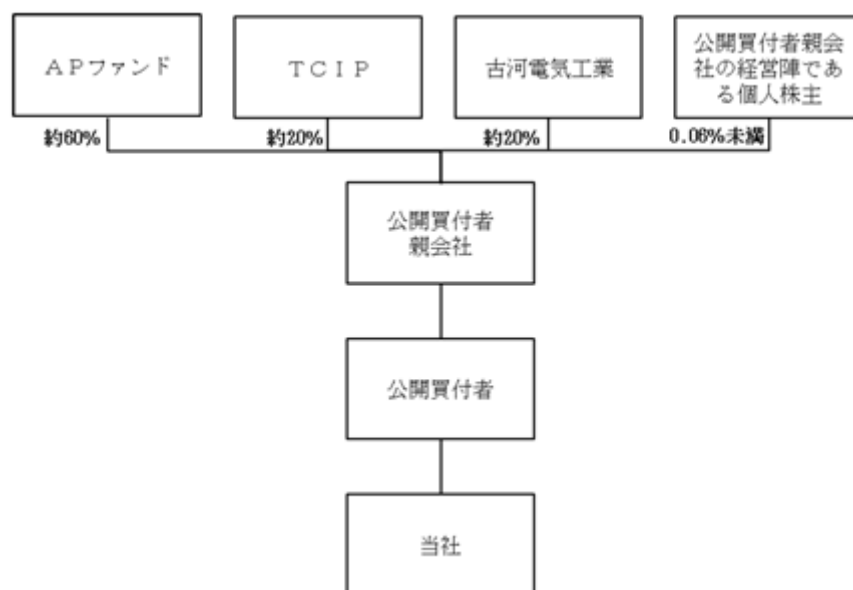 ＡＰファンド
ＴＣＩＰ
古河電気工業
公開買付者親会
社の経営陣であ
る個人株主
約60%
約20%
約20%
0.06%未満
公開買付者
親会社
公開買付者
当社